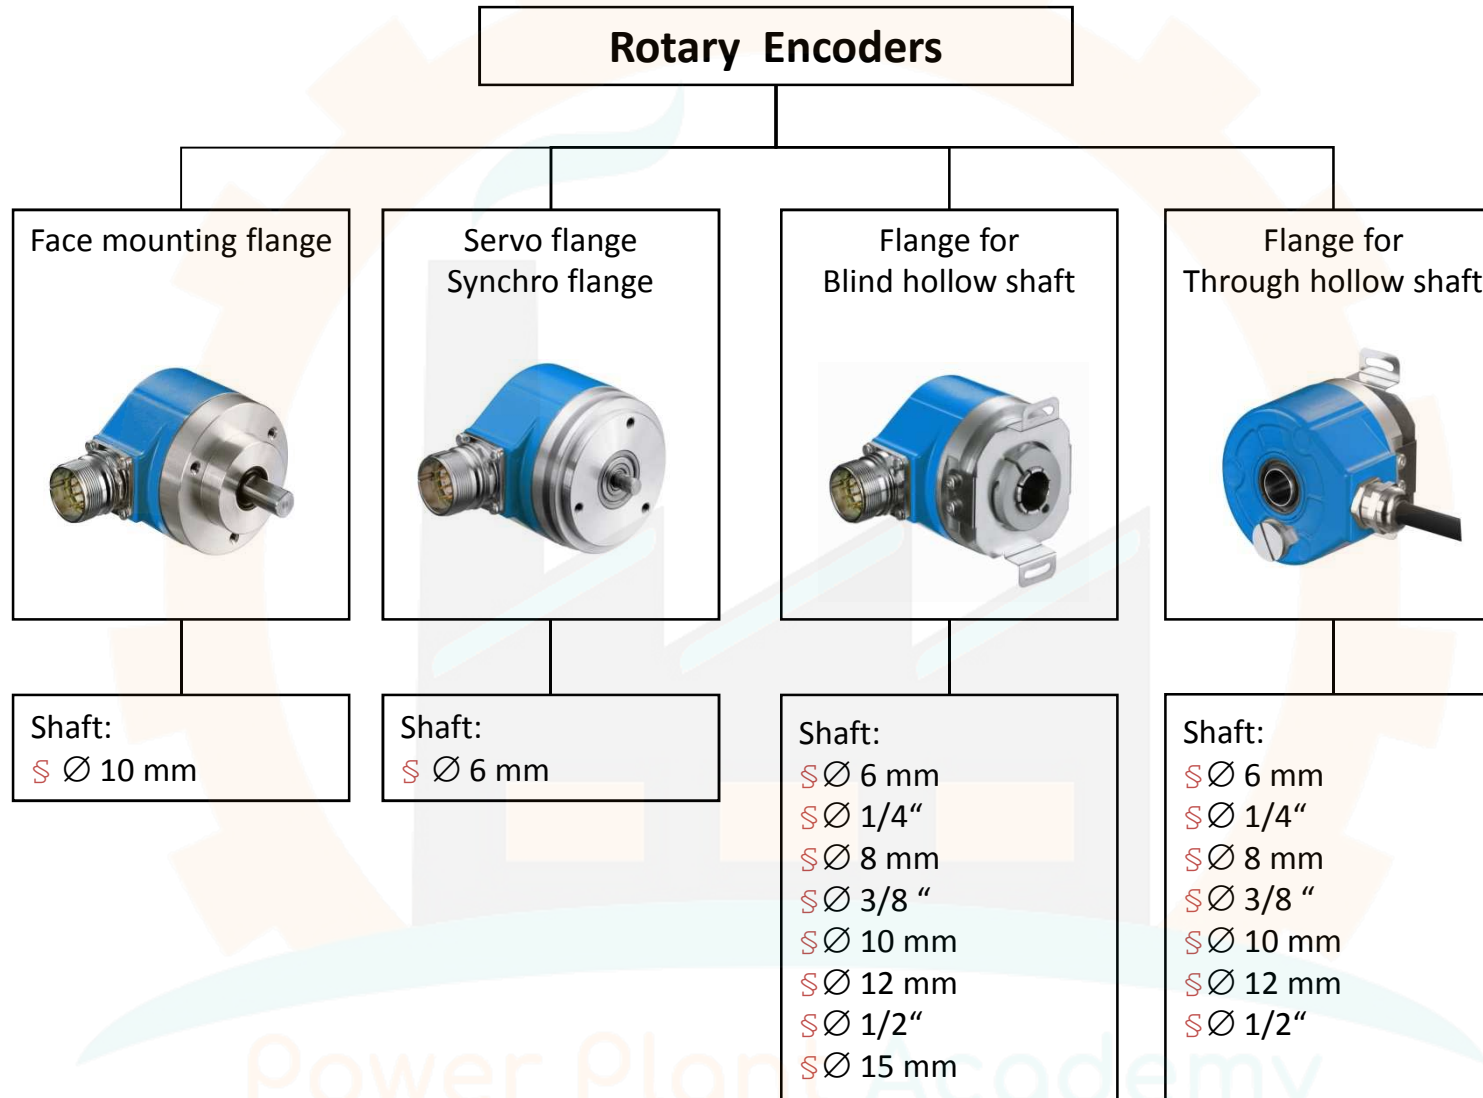 Rotary Encoders
Face mounting flange
Servo flange
Synchro flange
Flange for
Blind hollow shaft
Flange for
Through hollow shaft
Shaft:
§ Ø 10 mm
Shaft:
§ Ø 6 mm
Shaft:
§ Ø 6 mm
§ Ø 1/4“
§ Ø 8 mm
§ Ø 3/8 “
§ Ø 10 mm
§ Ø 12 mm
§ Ø 1/2“
§ Ø 15 mm
Shaft:
§ Ø 6 mm
§ Ø 1/4“
§ Ø 8 mm
§ Ø 3/8 “
§ Ø 10 mm
§ Ø 12 mm
§ Ø 1/2“
Power Plant Academy